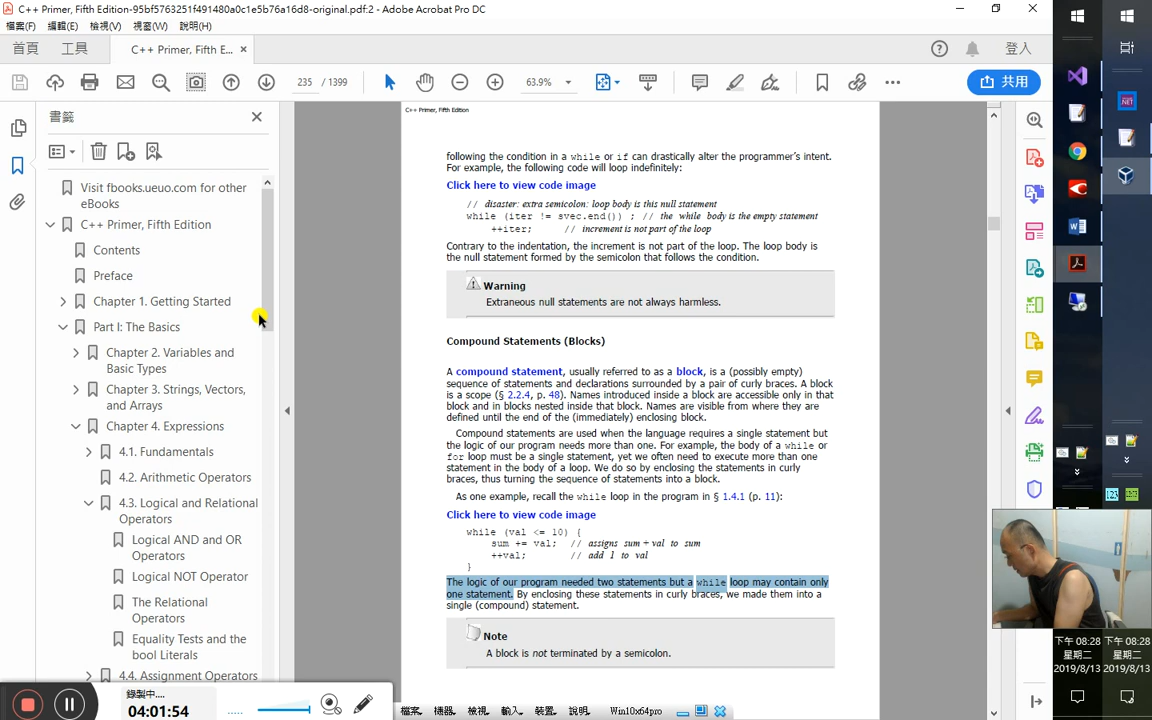 C++ Primer, Fifth Edition-95bf5763251f491480a0c1e5b76a16d8-original.pdf:2 - Adobe Acrobat Pro DC
檔案(F) 編輯(E) 檢視(V) 視窗(W) 說明(H)
首頁 工具 C++ Primer, Fifth E... × 登入
235 / 1399 63.9% 共用
書籤
Visit fbooks.ueuo.com for other
eBooks
C++ Primer, Fifth Edition
Contents
Preface
Chapter 1. Getting Started
Part I: The Basics
Chapter 2. Variables and
Basic Types
Chapter 3. Strings, Vectors,
and Arrays
Chapter 4. Expressions
4.1. Fundamentals
4.2. Arithmetic Operators
4.3. Logical and Relational
Operators
Logical AND and OR
Operators
Logical NOT Operator
The Relational
Operators
Equality Tests and the
bool Literals
4.4. Assignment Operators
C++ Primer, Fifth Edition
following the condition in a while or if can drastically alter the programmer's intent.
For example, the following code will loop indefinitely:
Click here to view code image
// disaster: extra semicolon: loop body is this null statement
while (iter != svec.end()) ; // the while body is the empty statement
++iter; // increment is not part of the loop
Contrary to the indentation, the increment is not part of the loop. The loop body is
the null statement formed by the semicolon that follows the condition.
Warning
Extraneous null statements are not always harmless.
Compound Statements (Blocks)
A compound statement, usually referred to as a block, is a (possibly empty)
sequence of statements and declarations surrounded by a pair of curly braces. A block
is a scope (§ 2.2.4, p. 48). Names introduced inside a block are accessible only in that
block and in blocks nested inside that block. Names are visible from where they are
defined until the end of the (immediately) enclosing block.
Compound statements are used when the language requires a single statement but
the logic of our program needs more than one. For example, the body of a while or
for loop must be a single statement, yet we often need to execute more than one
statement in the body of a loop. We do so by enclosing the statements in curly
braces, thus turning the sequence of statements into a block.
As one example, recall the while loop in the program in § 1.4.1 (p. 11):
Click here to view code image
while (val <= 10) {
sum += val; // assigns sum + val to sum
++val; // add 1 to val
}
The logic of our program needed two statements but a while loop may contain only
one statement. By enclosing these statements in curly braces, we made them into a
single (compound) statement.
Note
A block is not terminated by a semicolon.
錄製中....
04:01:54
檔案. 機器. 檢視. 輸入. 裝置. 說明. Win10x64pro
下午 08:28 下午 08:28
星期二 星期二
2019/8/13 2019/8/13